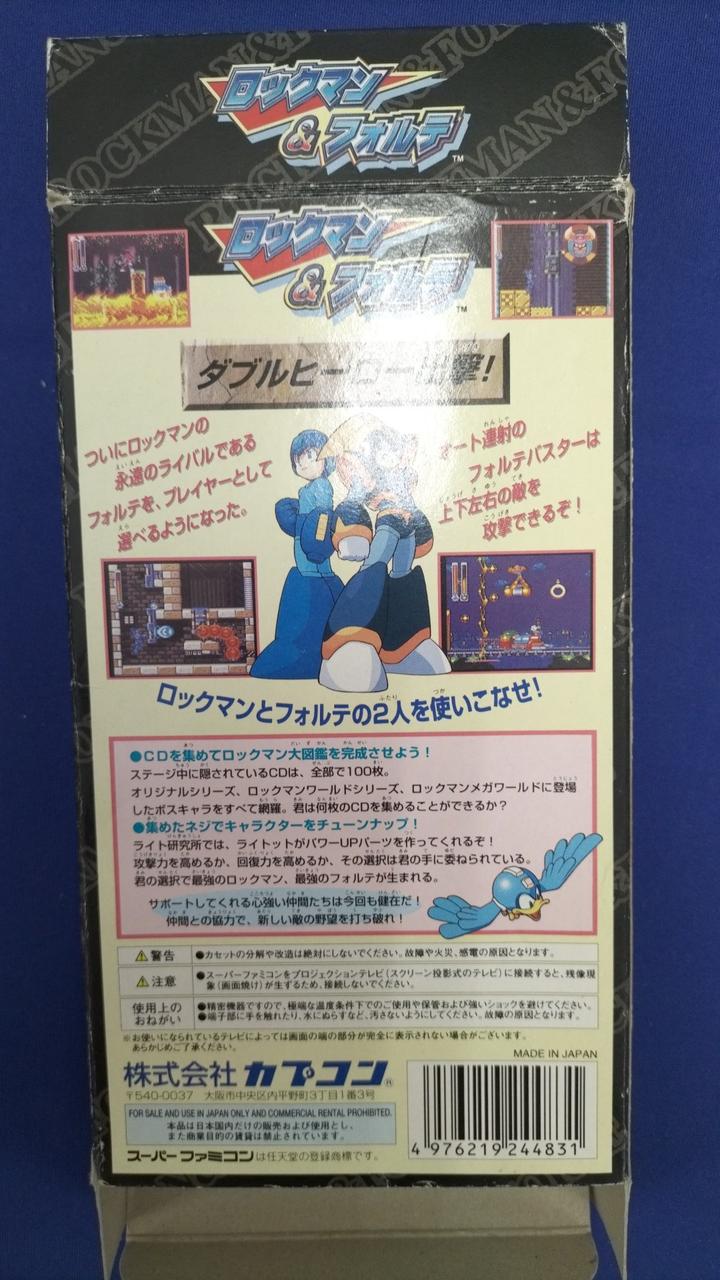 ロックマン
&フォルテ™
ロックマン
&フォルテ™
ダブルヒーロー出撃!
ついにロックマンの
永遠のライバルである
フォルテを、プレイヤーとして
選べるようになった。
オート連射の
フォルテバスターは
上下左右の敵を
攻撃できるぞ!
ロックマンとフォルテの2人を使いこなせ!
●CDを集めてロックマン大図鑑を完成させよう!
ステージ中に隠されているCDは、全部で100枚。
オリジナルシリーズ、ロックマンワールドシリーズ、ロックマンメガワールドに登場
したボスキャラをすべて網羅。君は何枚のCDを集めることができるか?
●集めたネジでキャラクターをチューンナップ!
ライト研究所では、ライットがパワーUPパーツを作ってくれるぞ!
攻撃力を高めるか、回復力を高めるか、その選択は君の手に委ねられている。
君の選択で最強のロックマン、最強のフォルテが生まれる。
サポートしてくれる心強い仲間たちは今回も健在だ!
仲間との協力で、新しい敵の野望を打ち破れ!
⚠警告 ●カセットの分解や改造は絶対にしないでください。故障や火災、感電の原因となります。
⚠注意 ●スーパーファミコンをプロジェクションテレビ(スクリーン投影式のテレビ)に接続すると、残像現
象(画面焼け)が生ずるため、接続しないでください。
使用上の
おねがい
●精密機器ですので、極端な温度条件下でのご使用や保管および強いショックを避けてください。
●端子部に手を触れたり、水にぬらすなど、汚さないようにしてください。故障の原因となります。
※お使いになられているテレビによっては画面の端の部分が完全に表示されない場合がございます。
あらかじめご了承ください。
MADE IN JAPAN
株式会社カプコン®
〒540-0037 大阪市中央区内平野町3丁目1番3号
FOR SALE AND USE IN JAPAN ONLY AND COMMERCIAL RENTAL PROHIBITED.
本品は日本国内だけの販売および使用とし、
また商業目的の賃貸は禁止されています。
スーパーファミコンは任天堂の登録商標です。
4 976219 244831